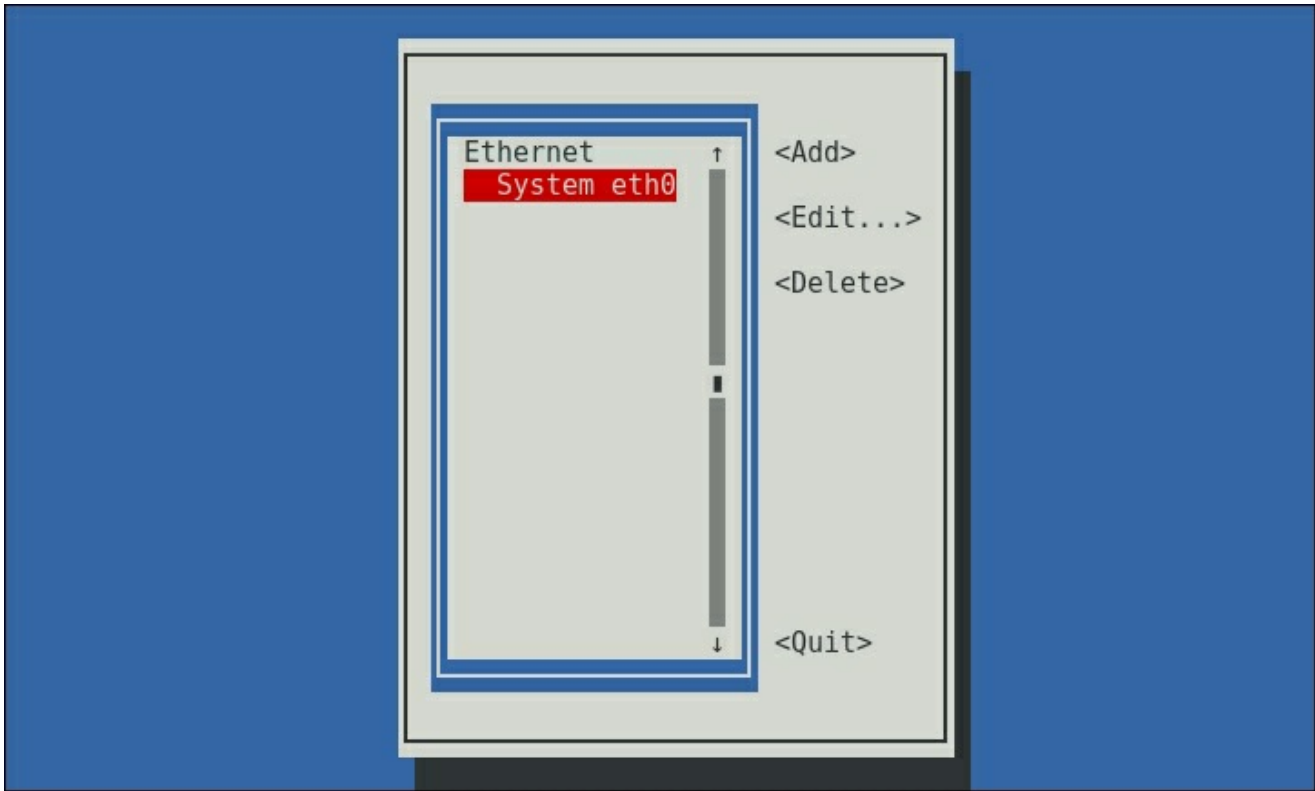 Ethernet
System eth0
↑
↓
<Add>
<Edit...>
<Delete>
<Quit>